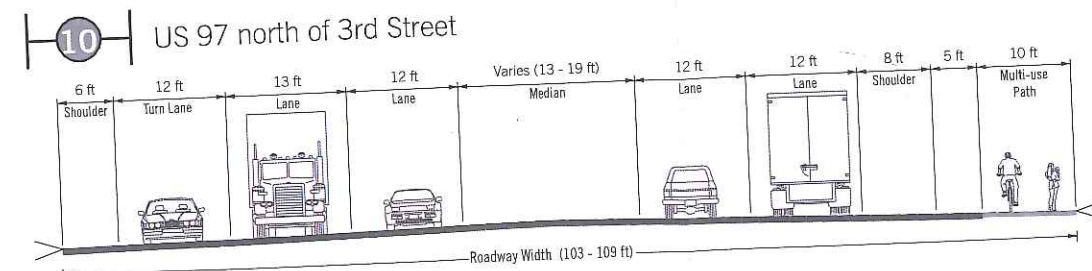 10 US 97 north of 3rd Street
6 ft
Shoulder
12 ft
Turn Lane
13 ft
Lane
12 ft
Lane
Varies (13 - 19 ft)
Median
12 ft
Lane
12 ft
Lane
8 ft
Shoulder
5 ft
10 ft
Multi-use
Path
Roadway Width (103 - 109 ft)